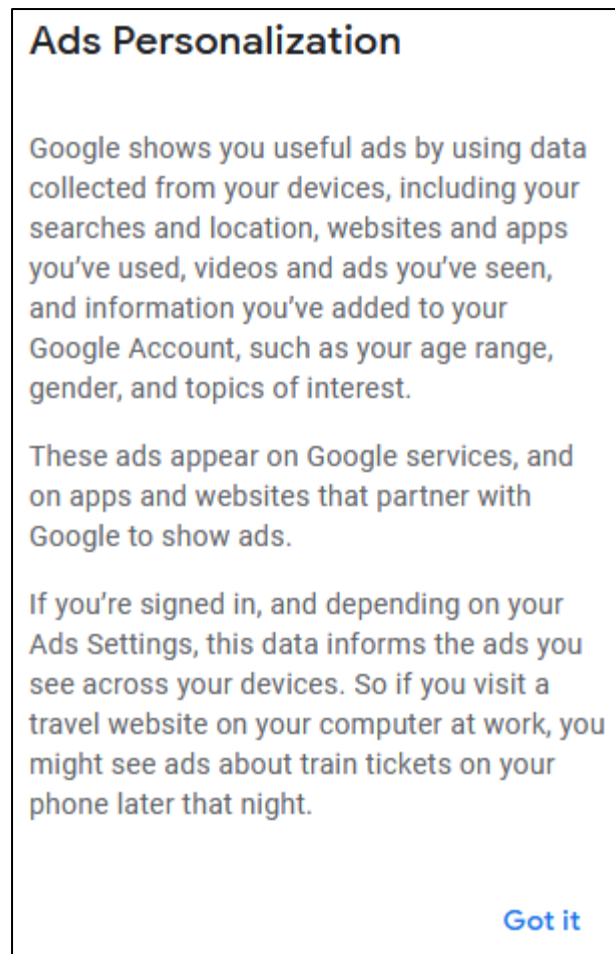 Ads Personalization
Google shows you useful ads by using data
collected from your devices, including your
searches and location, websites and apps
you’ve used, videos and ads you’ve seen,
and information you’ve added to your
Google Account, such as your age range,
gender, and topics of interest.
These ads appear on Google services, and
on apps and websites that partner with
Google to show ads.
If you’re signed in, and depending on your
Ads Settings, this data informs the ads you
see across your devices. So if you visit a
travel website on your computer at work, you
might see ads about train tickets on your
phone later that night.
Got it